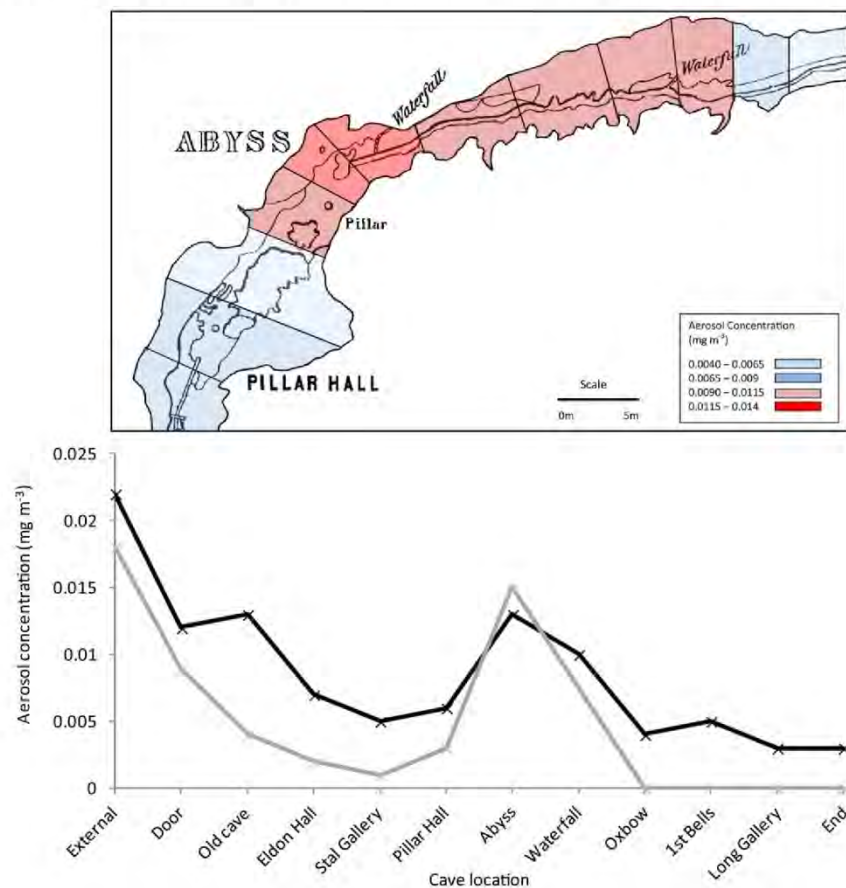 Waterfall
Waterfall
ABYSS
Pillar
PILLAR HALL
Scale
0m 5m
Aerosol Concentration
(mg m⁻³)
0.0040 – 0.0065
0.0065 – 0.009
0.0090 – 0.0115
0.0115 – 0.014
Aerosol concentration (mg m⁻³)
0.025
0.02
0.015
0.01
0.005
0
External
Door
Old cave
Eldon Hall
Stal Gallery
Pillar Hall
Abyss
Waterfall
Oxbow
1st Bells
Long Gallery
End
Cave location